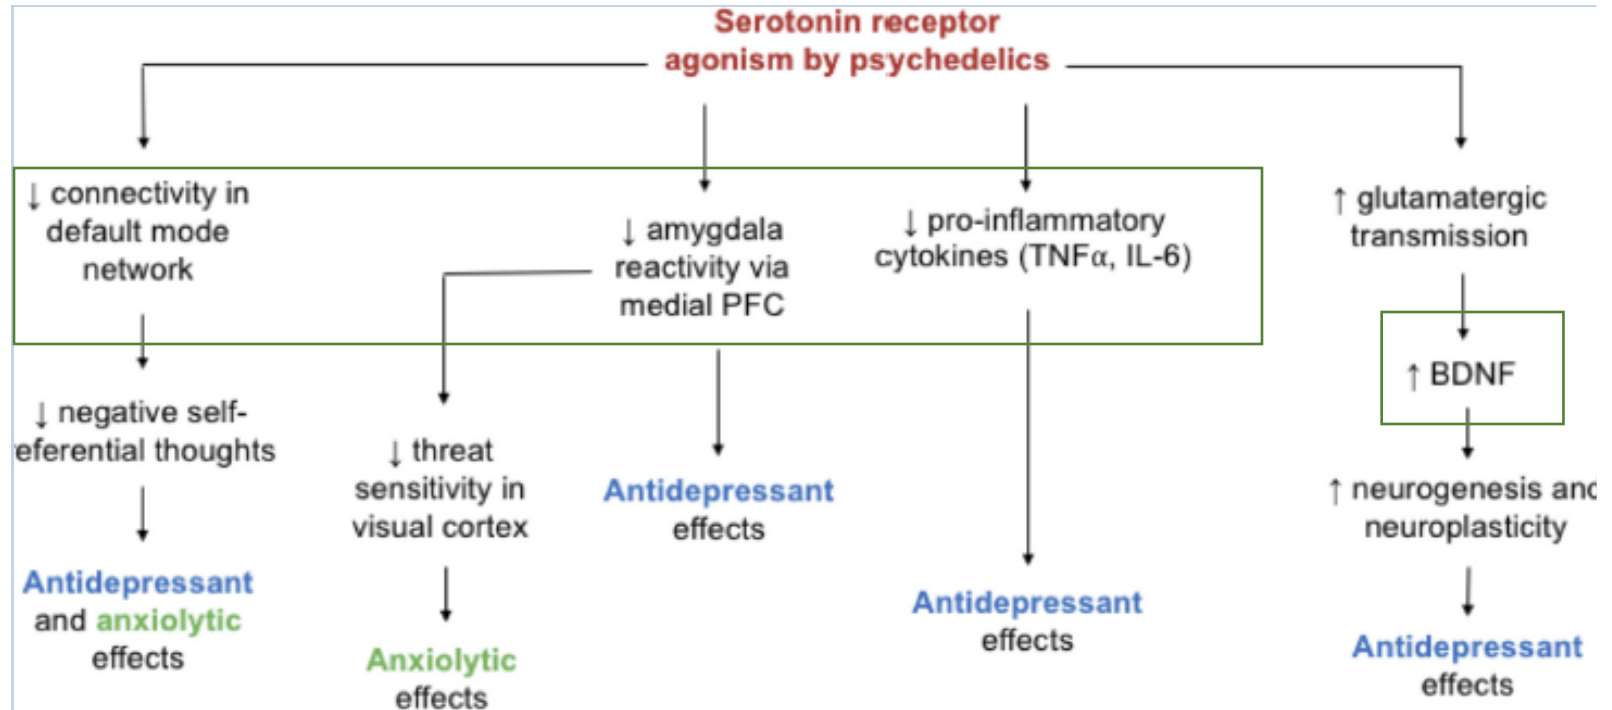 Serotonin receptor
agonism by psychedelics
↓ connectivity in
default mode
network
↓ negative self-
eferential thoughts
Antidepressant
and anxiolytic
effects
↓ amygdala
reactivity via
medial PFC
↓ threat
sensitivity in
visual cortex
Anxiolytic
effects
Antidepressant
effects
↓ pro-inflammatory
cytokines (TNFα, IL-6)
Antidepressant
effects
↑ glutamatergic
transmission
↑ BDNF
↑ neurogenesis and
neuroplasticity
Antidepressant
effects